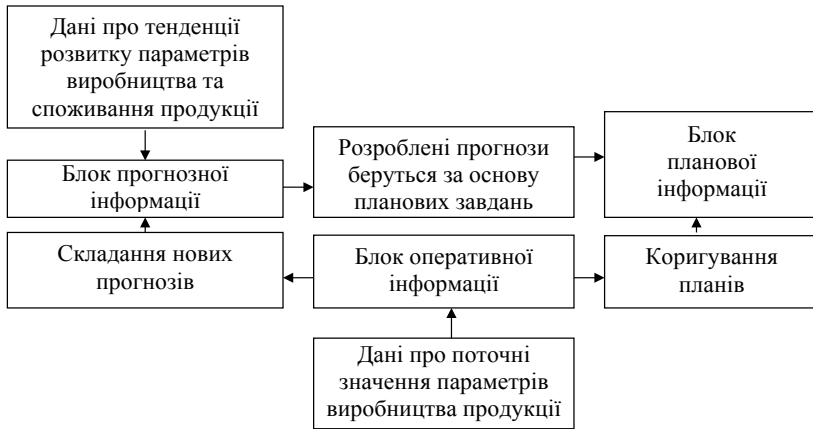 Дані про тенденції
розвитку параметрів
виробництва та
споживання продукції
Блок прогнозної
інформації
Розроблені прогнози
беруться за основу
планових завдань
Блок
планової
інформації
Складання нових
прогнозів
Блок оперативної
інформації
Коригування
планів
Дані про поточні
значення параметрів
виробництва продукції